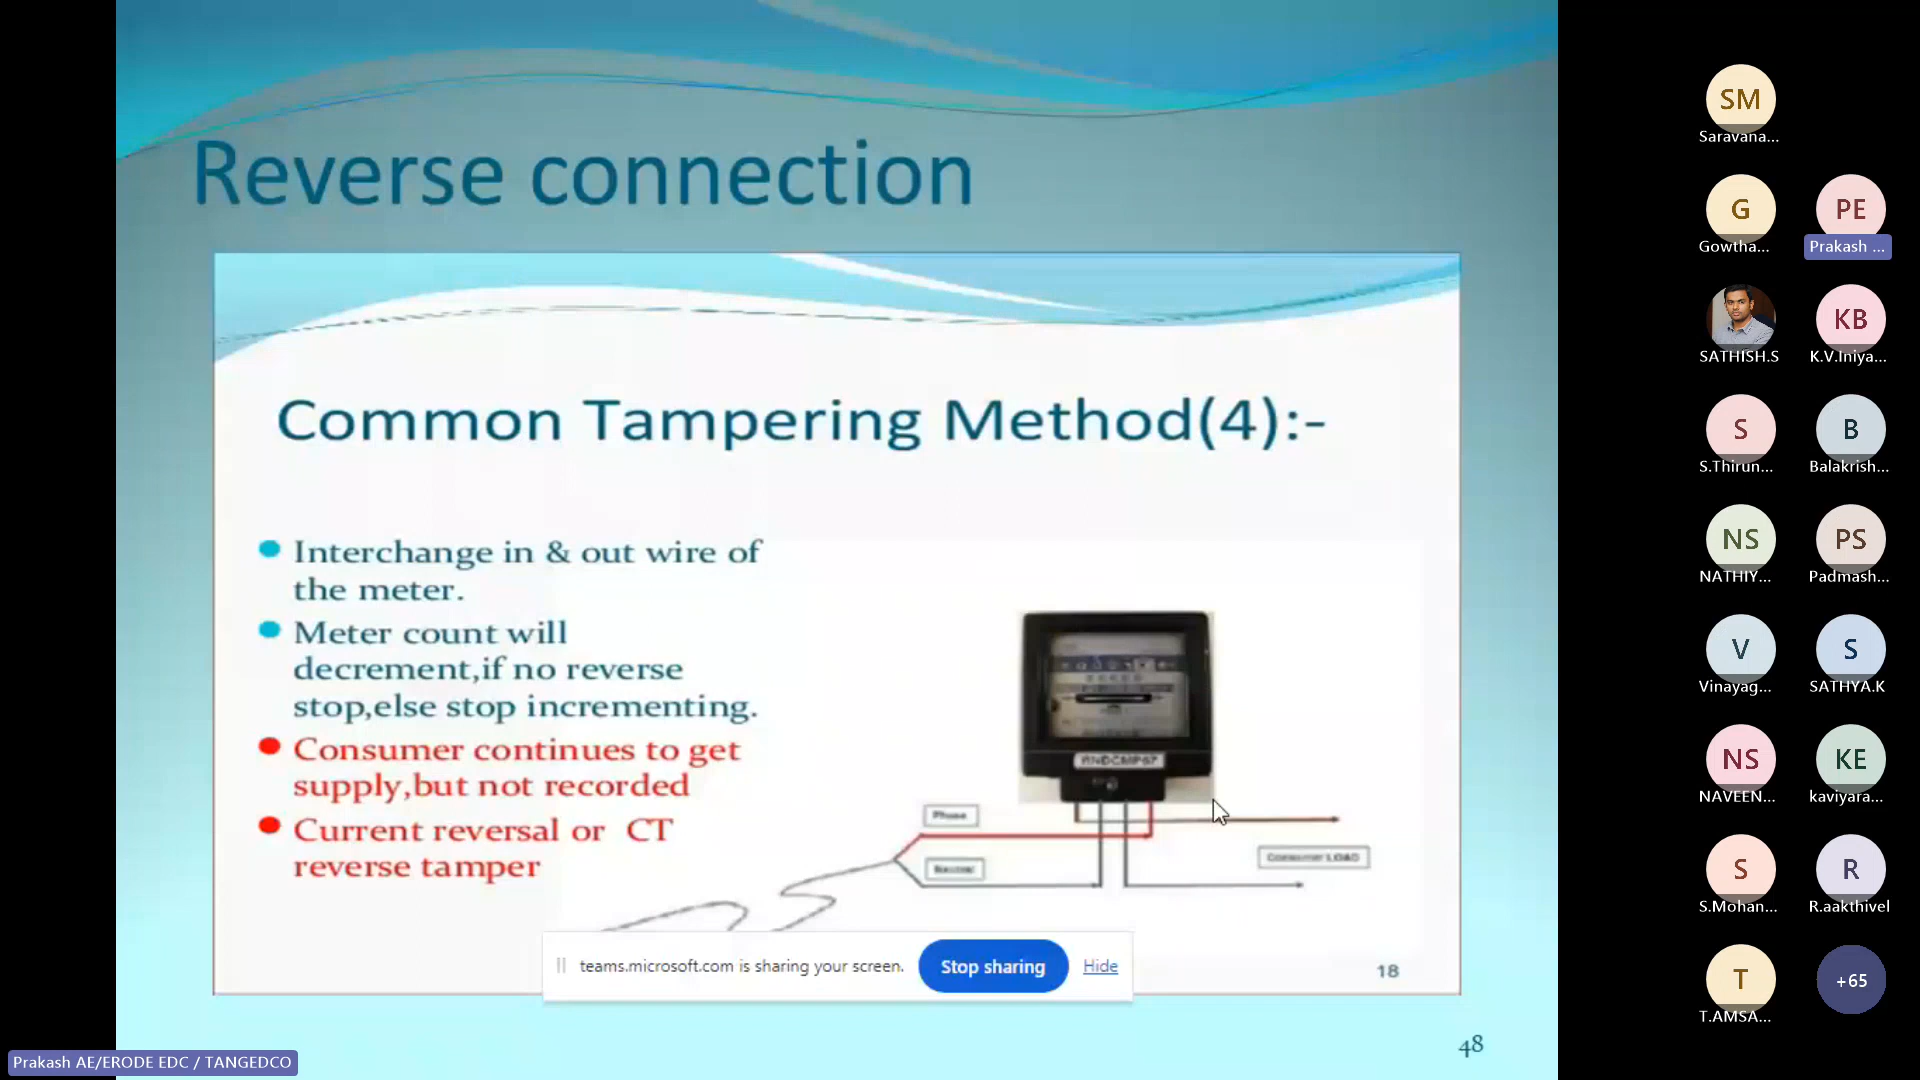 Reverse connection
Common Tampering Method(4):-
Interchange in & out wire of
the meter.
Meter count will
decrement,if no reverse
stop,else stop incrementing.
Consumer continues to get
supply,but not recorded
Current reversal or CT
reverse tamper
Phase
Neutral
Consumer LOAD
18
teams.microsoft.com is sharing your screen.
Stop sharing
Hide
48
Prakash AE/ERODE EDC / TANGEDCO
SM
Saravana...
G
Gowtha...
PE
Prakash ...
SATHISH.S
KB
K.V.Iniya...
S
S.Thirun...
B
Balakrish...
NS
NATHIY...
PS
Padmash...
V
Vinayag...
S
SATHYA.K
NS
NAVEEN...
KE
kaviyara...
S
S.Mohan...
R
R.aakthivel
T
T.AMSA...
+65